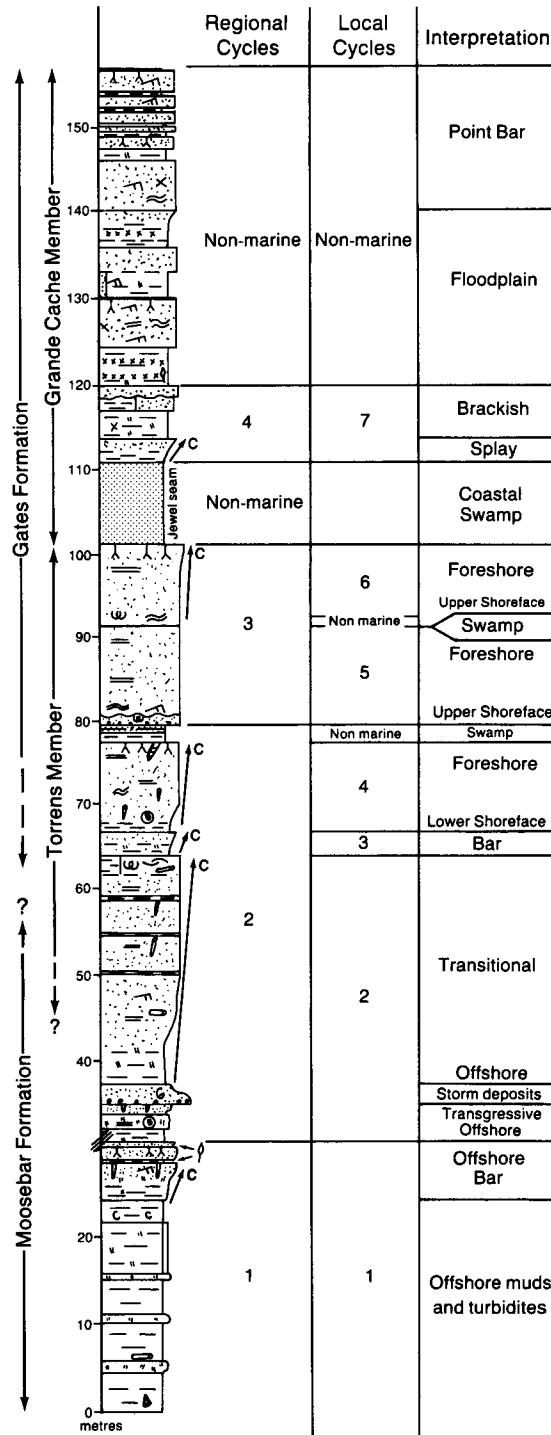 Regional Cycles
Local Cycles
Interpretation
Gates Formation
Moosebar Formation
?
Grande Cache Member
Torrens Member
?
150
140
130
120
110
100
90
80
70
60
50
40
20
10
0
metres
Jewel seam
C
C
C
C
C
C
Non-marine
4
Non-marine
3
2
1
Non-marine
7
6
Non marine
5
Non marine
4
3
2
1
Point Bar
Floodplain
Brackish
Splay
Coastal
Swamp
Foreshore
Upper Shoreface
Swamp
Foreshore
Upper Shoreface
Swamp
Foreshore
Lower Shoreface
Bar
Transitional
Offshore
Storm deposits
Transgressive
Offshore
Offshore
Bar
Offshore muds
and turbidites